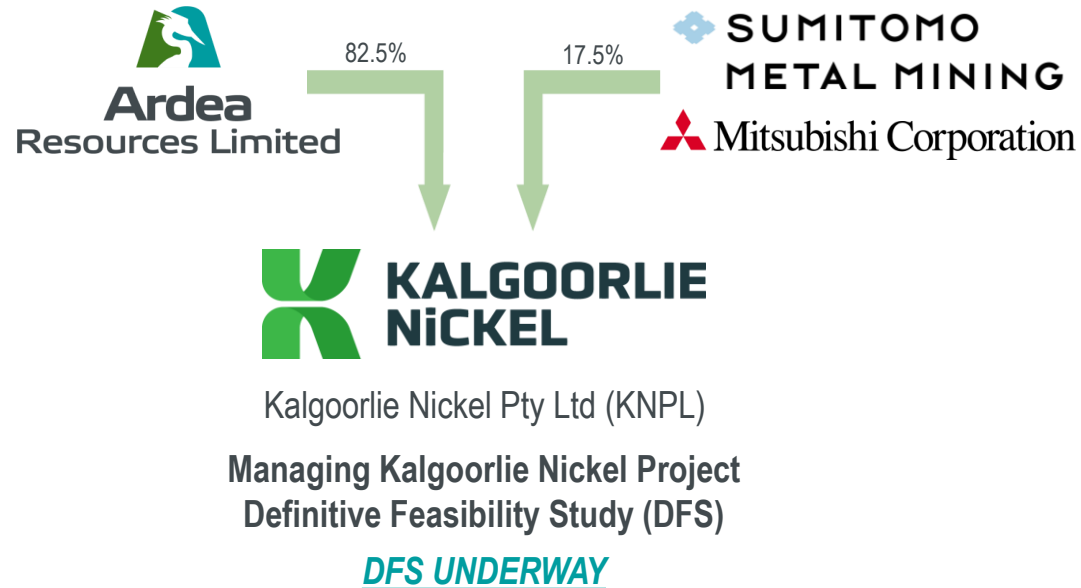 Ardea
Resources Limited
82.5%
17.5%
SUMITOMO
METAL MINING
Mitsubishi Corporation
KALGOORLIE
NiCKEL
Kalgoorlie Nickel Pty Ltd (KNPL)
Managing Kalgoorlie Nickel Project
Definitive Feasibility Study (DFS)
DFS UNDERWAY